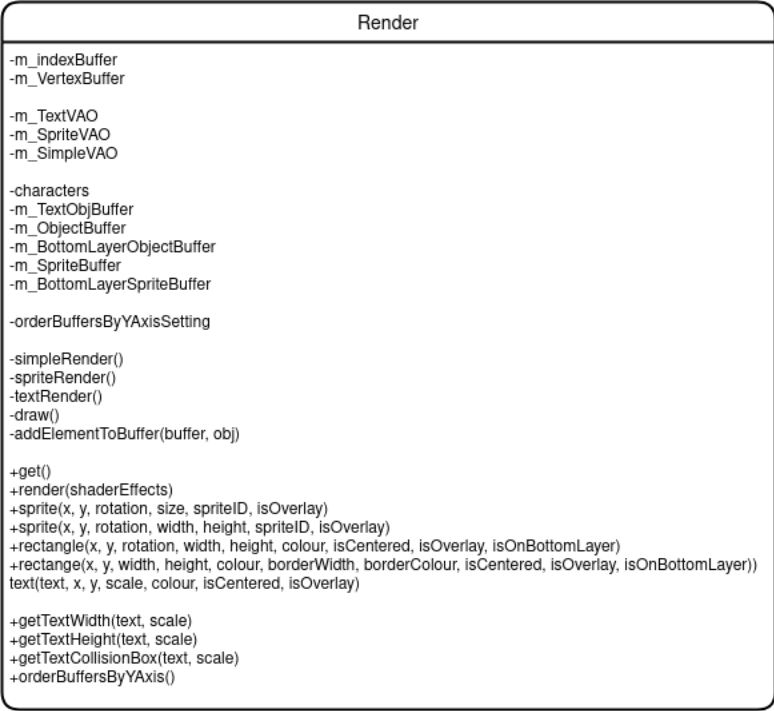 Render
-m_indexBuffer
-m_VertexBuffer
-m_TextVAO
-m_SpriteVAO
-m_SimpleVAO
-characters
-m_TextObjBuffer
-m_ObjectBuffer
-m_BottomLayerObjectBuffer
-m_SpriteBuffer
-m_BottomLayerSpriteBuffer
-orderBuffersByYAxisSetting
-simpleRender()
-spriteRender()
-textRender()
-draw()
-addElementToBuffer(buffer, obj)
+get()
+render(shaderEffects)
+sprite(x, y, rotation, size, spriteID, isOverlay)
+sprite(x, y, rotation, width, height, spriteID, isOverlay)
+rectangle(x, y, rotation, width, height, colour, isCentered, isOverlay, isOnBottomLayer)
+rectange(x, y, width, height, colour, borderWidth, borderColour, isCentered, isOverlay, isOnBottomLayer))
text(text, x, y, scale, colour, isCentered, isOverlay)
+getTextWidth(text, scale)
+getTextHeight(text, scale)
+getTextCollisionBox(text, scale)
+orderBuffersByYAxis()